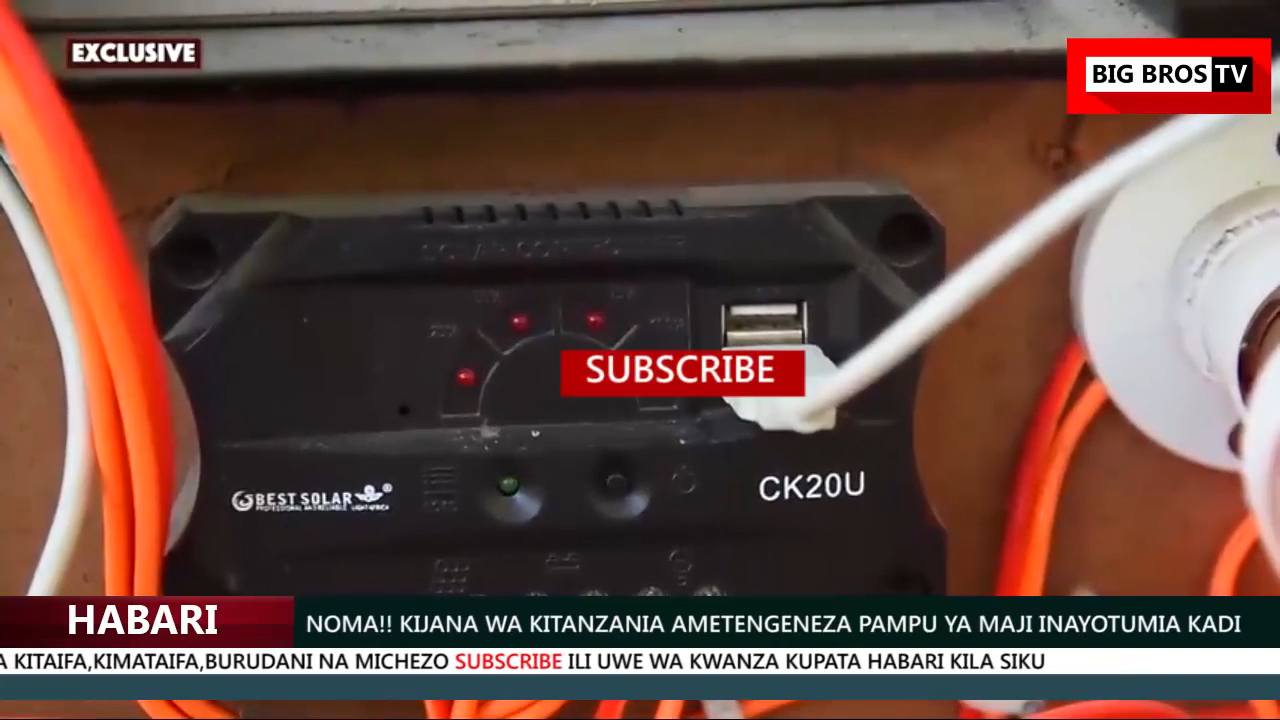 EXCLUSIVE
BIG BROS TV
SUBSCRIBE
BEST SOLAR
CK20U
HABARI
NOMA!! KIJANA WA KITANZANIA AMETENGENEZA PAMPU YA MAJI INAYOTUMIA KADI
A KITAIFA,KIMATAIFA,BURUDANI NA MICHEZO SUBSCRIBE ILI UWE WA KWANZA KUPATA HABARI KILA SIKU